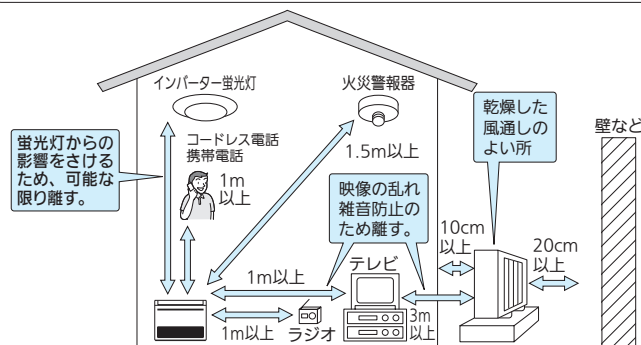 インバーター蛍光灯
火災警報器
乾燥した
風通しの
よい所
壁など
蛍光灯からの
影響をさける
ため、可能な
限り離す。
コードレス電話
携帯電話
1m
以上
1.5m以上
映像の乱れ
雑音防止の
ため離す。
10cm
以上
20cm
以上
1m以上
テレビ
1m以上
ラジオ
3m
以上